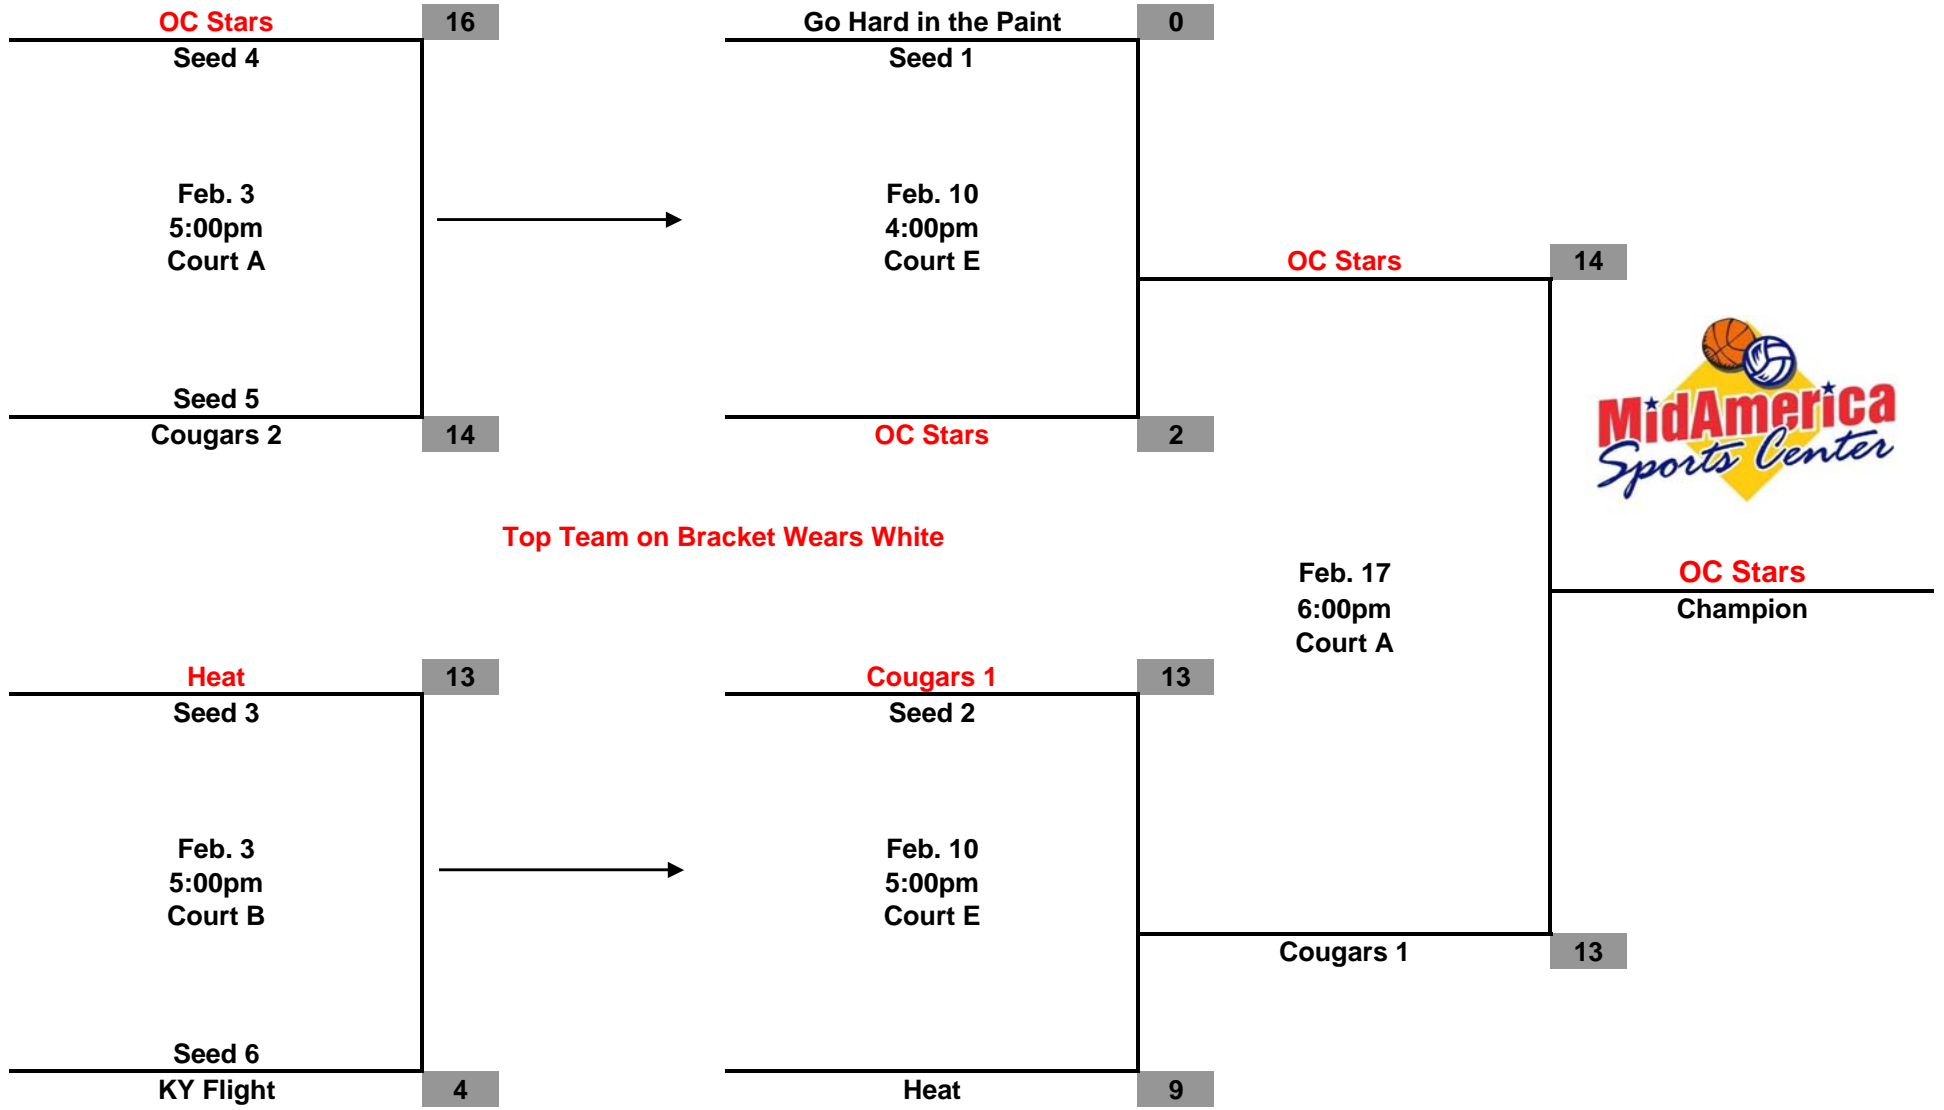 OC Stars 16
Seed 4
Feb. 3
5:00pm
Court A
Seed 5
Cougars 2 14
Go Hard in the Paint 0
Seed 1
Feb. 10
4:00pm
Court E
OC Stars 2
OC Stars 14
MidAmerica
Sports Center
Top Team on Bracket Wears White
Feb. 17
6:00pm
Court A
OC Stars
Champion
Heat 13
Seed 3
Feb. 3
5:00pm
Court B
Seed 6
KY Flight 4
Cougars 1 13
Seed 2
Feb. 10
5:00pm
Court E
Heat 9
Cougars 1 13